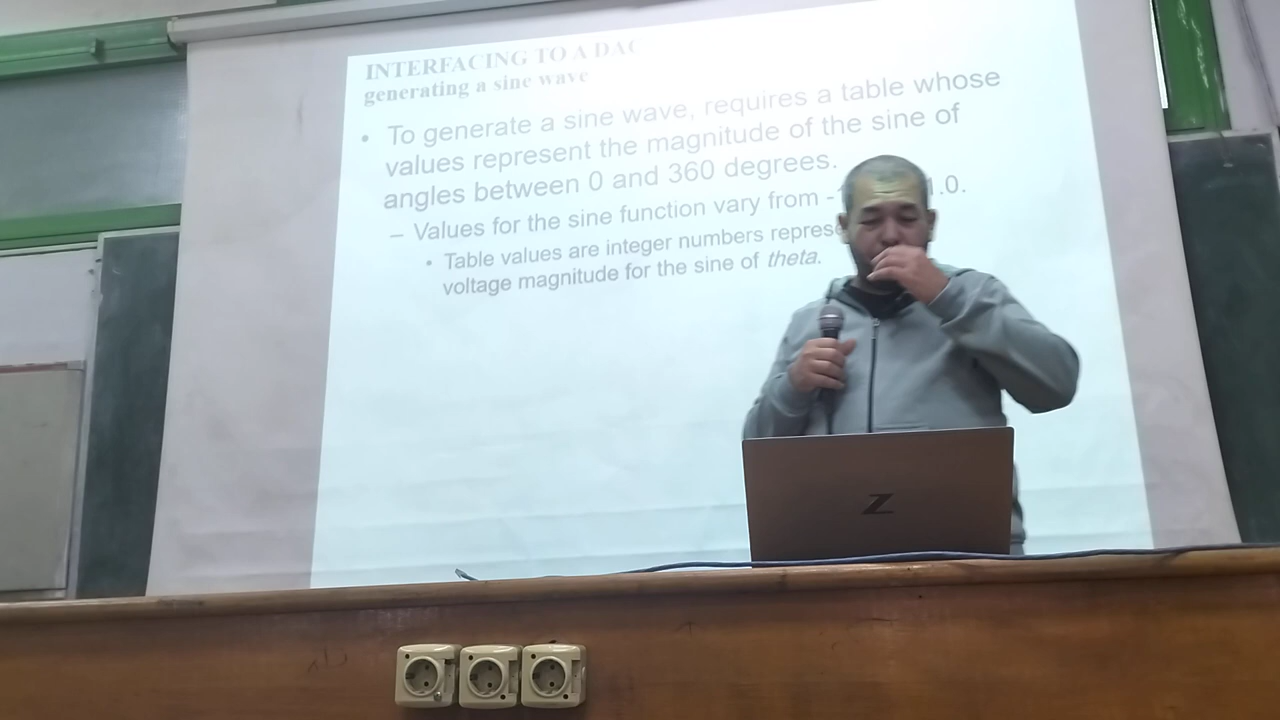 INTERFACING TO A DAC
generating a sine wave
• To generate a sine wave, requires a table whose
values represent the magnitude of the sine of
angles between 0 and 360 degrees.
– Values for the sine function vary from - 1.0.
• Table values are integer numbers
voltage magnitude for the sine of theta.
Z